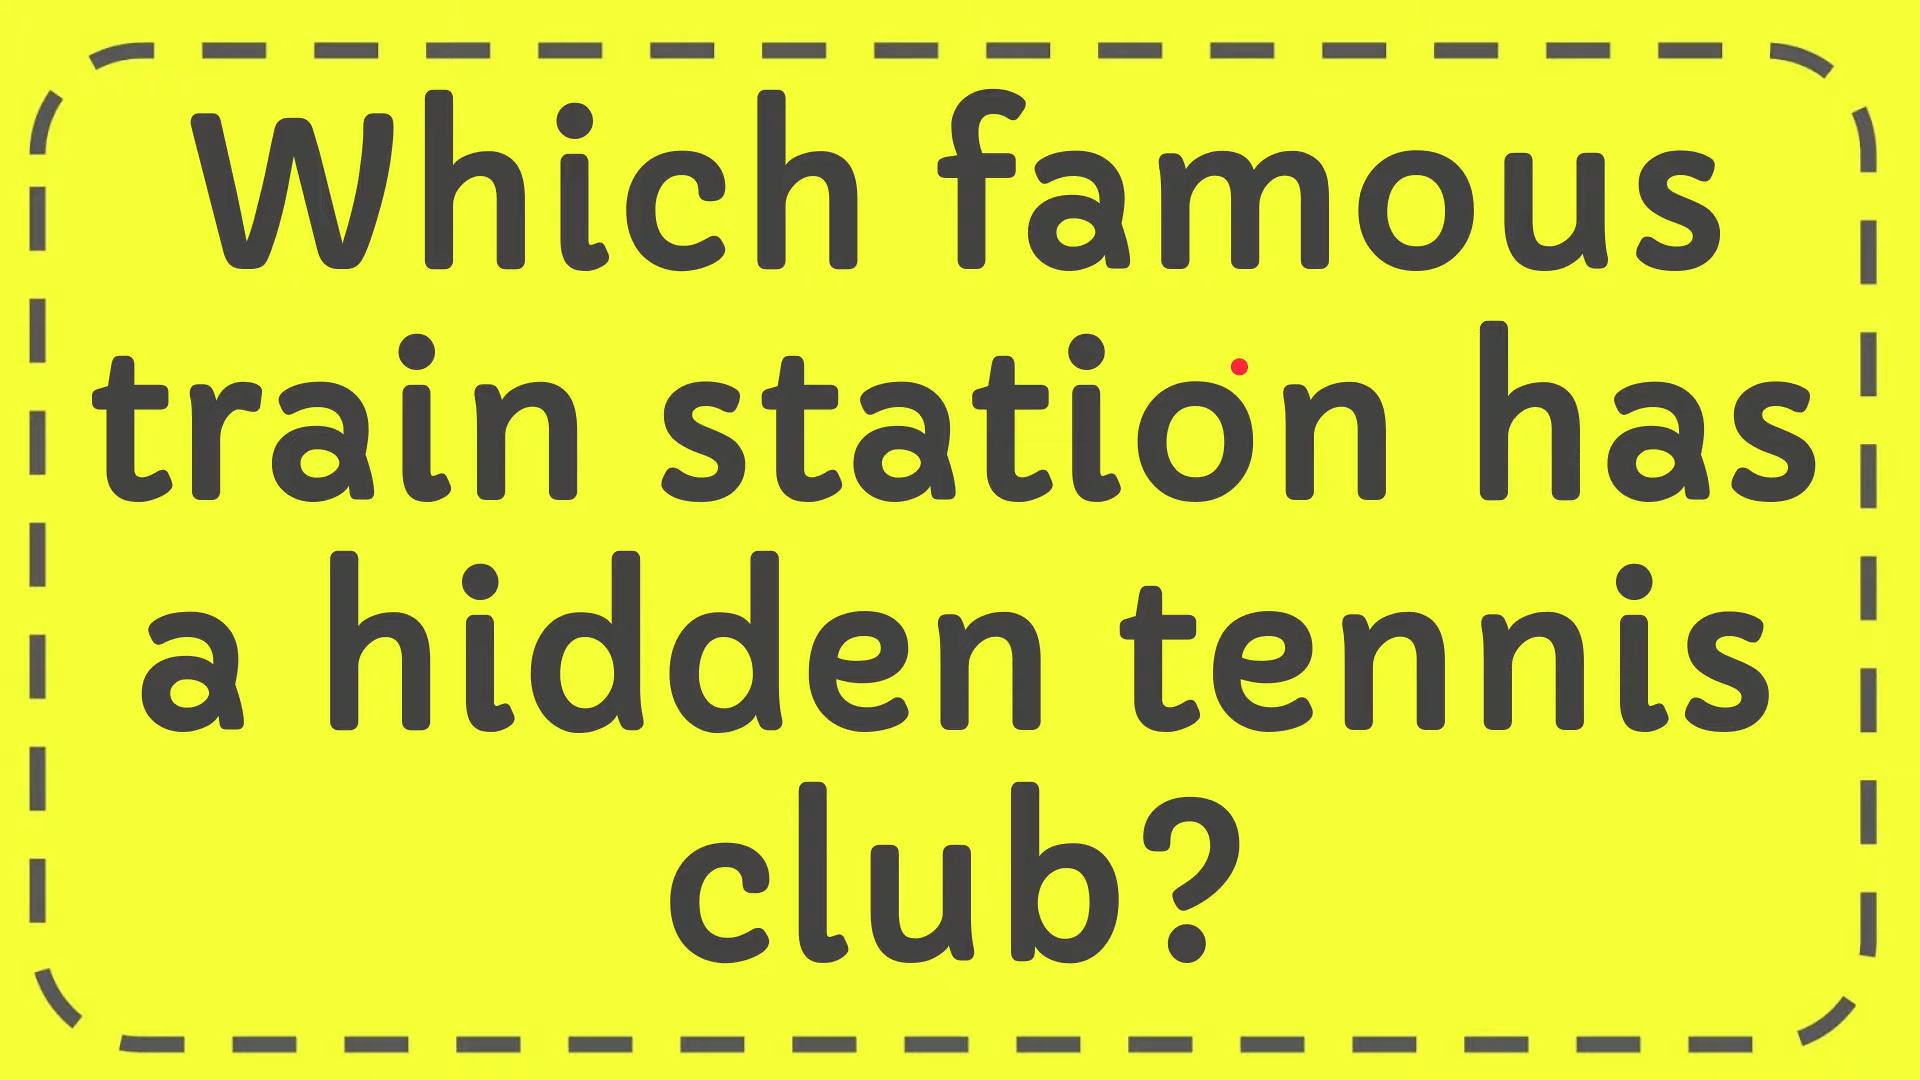 Which famous
train station has
a hidden tennis
club?